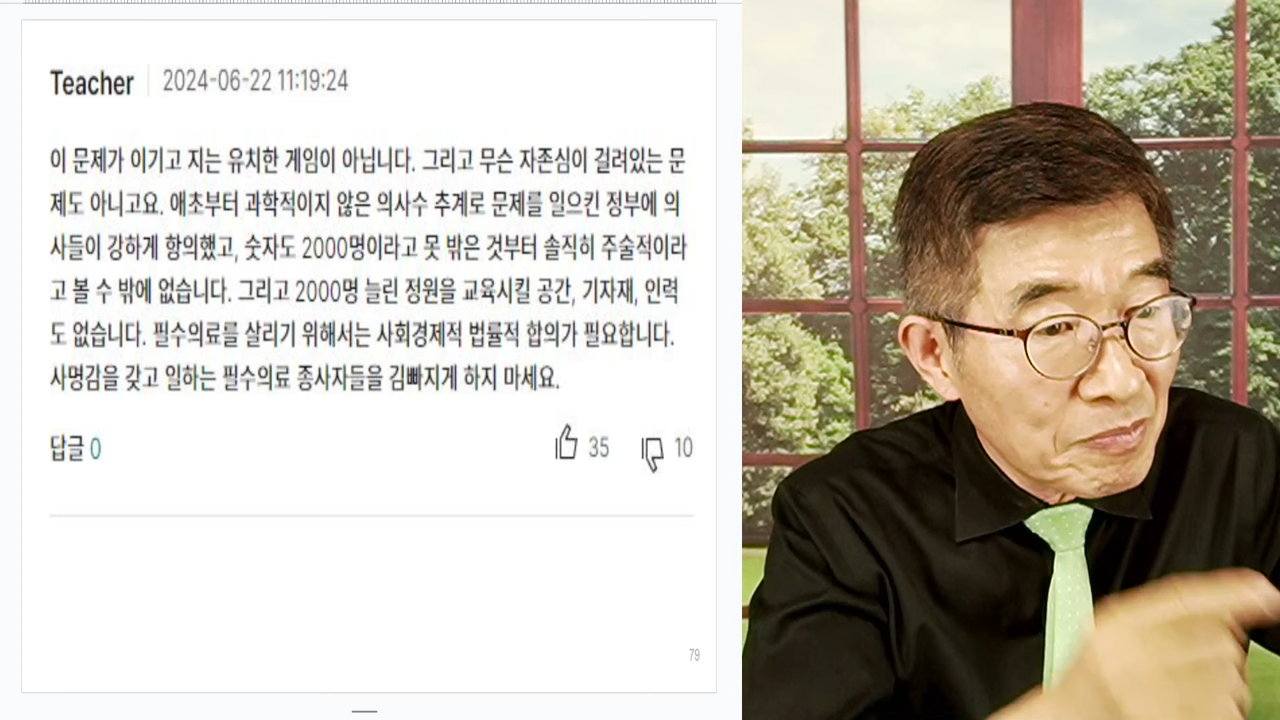 Teacher 2024-06-22 11:19:24
이 문제가 이기고 지는 유치한 게임이 아닙니다. 그리고 무슨 자존심이 걸려있는 문
제도 아니고요. 애초부터 과학적이지 않은 의사수 추계로 문제를 일으킨 정부에 의
사들이 강하게 항의했고, 숫자도 2000명이라고 못 밖은 것부터 솔직히 주술적이라
고 볼 수 밖에 없습니다. 그리고 2000명 늘린 정원을 교육시킬 공간, 기자재, 인력
도 없습니다. 필수의료를 살리기 위해서는 사회경제적 법률적 합의가 필요합니다.
사명감을 갖고 일하는 필수의료 종사자들을 김빠지게 하지 마세요.
답글 0 35 10
79